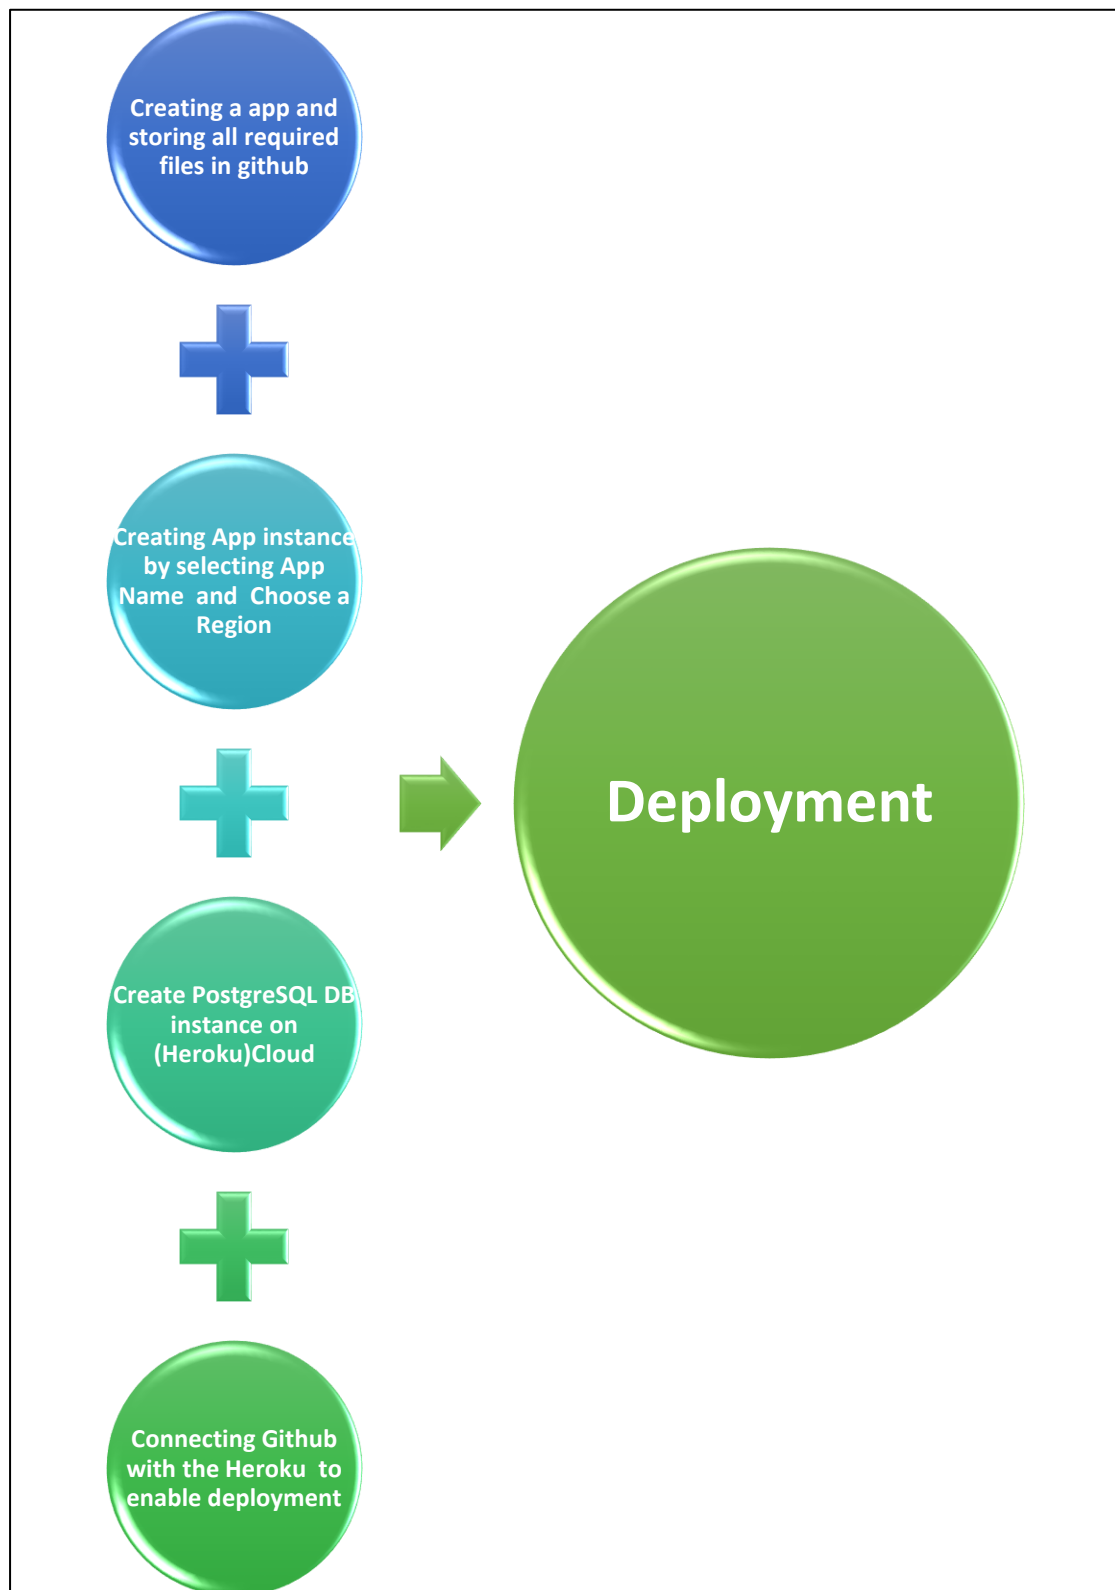 Creating a app and
storing all required
files in github
Creating App instance
by selecting App
Name and Choose a
Region
Create PostgreSQL DB
instance on
(Heroku)Cloud
Connecting Github
with the Heroku to
enable deployment
Deployment